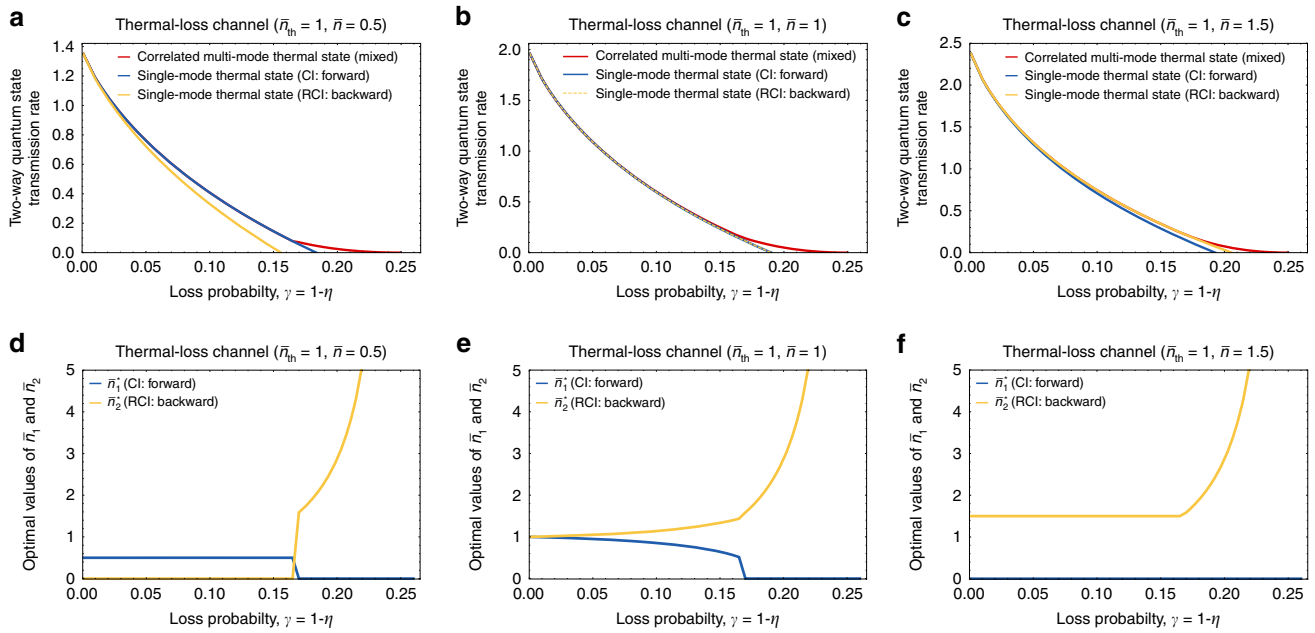 a
Thermal-loss channel (n̄th = 1, n̄ = 0.5)
Two-way quantum state
transmission rate
1.4
1.2
1.0
0.8
0.6
0.4
0.2
0.0
Correlated multi-mode thermal state (mixed)
Single-mode thermal state (CI: forward)
Single-mode thermal state (RCI: backward)
0.00 0.05 0.10 0.15 0.20 0.25
Loss probabilty, γ = 1-η
b
Thermal-loss channel (n̄th = 1, n̄ = 1)
Two-way quantum state
transmission rate
2.0
1.5
1.0
0.5
0.0
Correlated multi-mode thermal state (mixed)
Single-mode thermal state (CI: forward)
Single-mode thermal state (RCI: backward)
0.00 0.05 0.10 0.15 0.20 0.25
Loss probabilty, γ = 1-η
c
Thermal-loss channel (n̄th = 1, n̄ = 1.5)
Two-way quantum state
transmission rate
2.5
2.0
1.5
1.0
0.5
0.0
Correlated multi-mode thermal state (mixed)
Single-mode thermal state (CI: forward)
Single-mode thermal state (RCI: backward)
0.00 0.05 0.10 0.15 0.20 0.25
Loss probabilty, γ = 1-η
d
Thermal-loss channel (n̄th = 1, n̄ = 0.5)
Optimal values of n̄1 and n̄2
5
4
3
2
1
0
n̄1* (CI: forward)
n̄2* (RCI: backward)
0.00 0.05 0.10 0.15 0.20 0.25
Loss probabilty, γ = 1-η
e
Thermal-loss channel (n̄th = 1, n̄ = 1)
Optimal values of n̄1 and n̄2
5
4
3
2
1
0
n̄1* (CI: forward)
n̄2* (RCI: backward)
0.00 0.05 0.10 0.15 0.20 0.25
Loss probabilty, γ = 1-η
f
Thermal-loss channel (n̄th = 1, n̄ = 1.5)
Optimal values of n̄1 and n̄2
5
4
3
2
1
0
n̄1* (CI: forward)
n̄2* (RCI: backward)
0.00 0.05 0.10 0.15 0.20 0.25
Loss probabilty, γ = 1-η